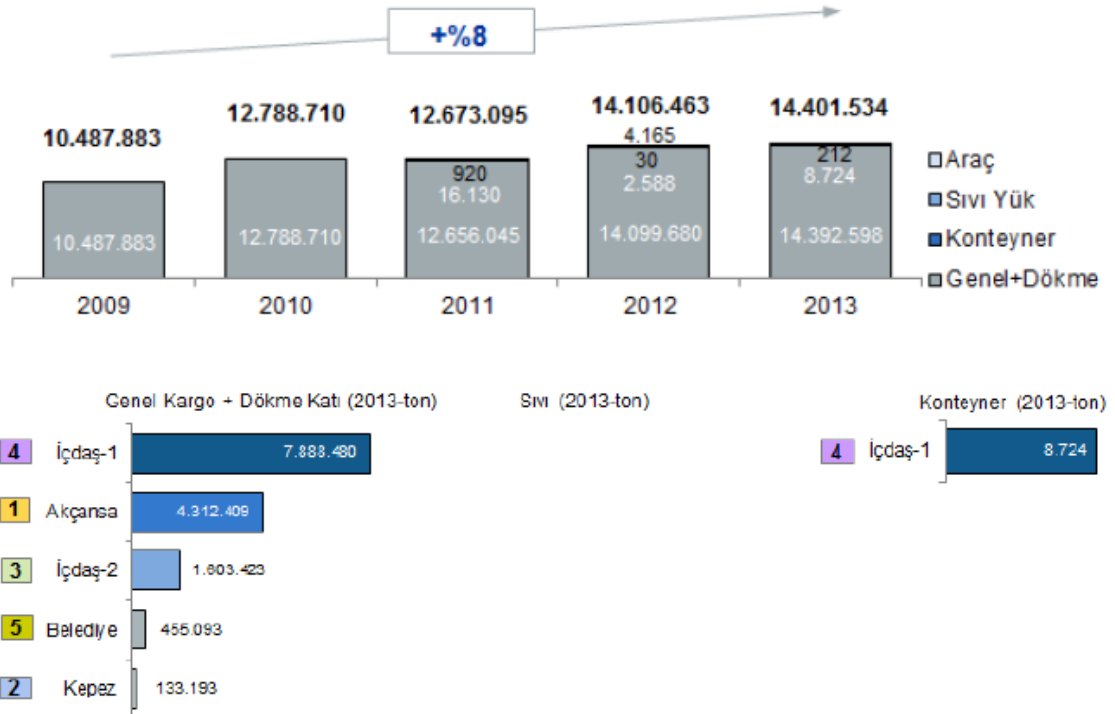 +%8
10.487.883
12.788.710
12.673.095
14.106.463
14.401.534
4.165
920
30
212
16.130
2.588
8.724
10.487.883
12.788.710
12.656.045
14.099.680
14.392.598
2009
2010
2011
2012
2013
Araç
Sıvı Yük
Konteyner
Genel+Dökme
Genel Kargo + Dökme Katı (2013-ton)
4 İçdaş-1 7.888.480
1 Akçansa 4.312.409
3 İçdaş-2 1.603.423
5 Belediye 455.093
2 Kepez 133.193
Sıvı (2013-ton)
Konteyner (2013-ton)
4 İçdaş-1 8.724